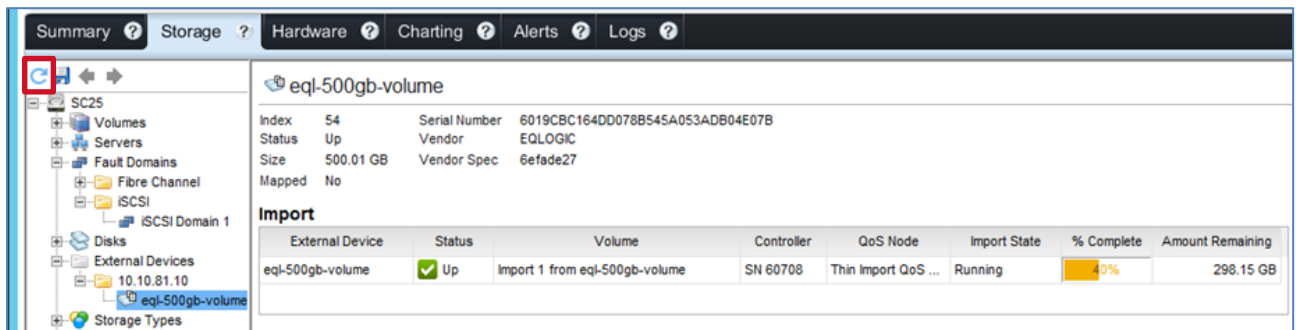 Summary ? Storage ? Hardware ? Charting ? Alerts ? Logs ?
SC25
Volumes
Servers
Fault Domains
Fibre Channel
iSCSI
iSCSI Domain 1
Disks
External Devices
10.10.81.10
eql-500gb-volume
Storage Types
eql-500gb-volume
Index 54 Serial Number 6019CBC164DD078B545A053ADB04E07B
Status Up Vendor EQLOGIC
Size 500.01 GB Vendor Spec 6efade27
Mapped No
Import
External Device Status Volume Controller QoS Node Import State % Complete Amount Remaining
eql-500gb-volume Up Import 1 from eql-500gb-volume SN 60708 Thin Import QoS ... Running 40% 298.15 GB